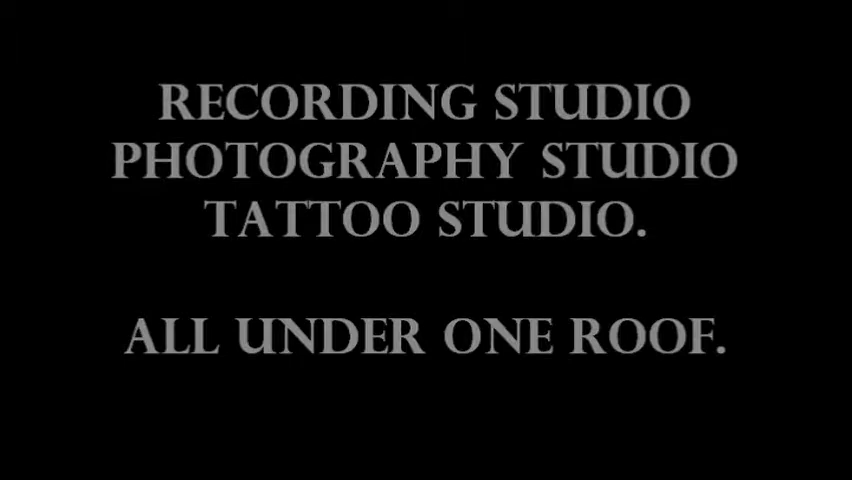 RECORDING STUDIO
PHOTOGRAPHY STUDIO
TATTOO STUDIO.
ALL UNDER ONE ROOF.